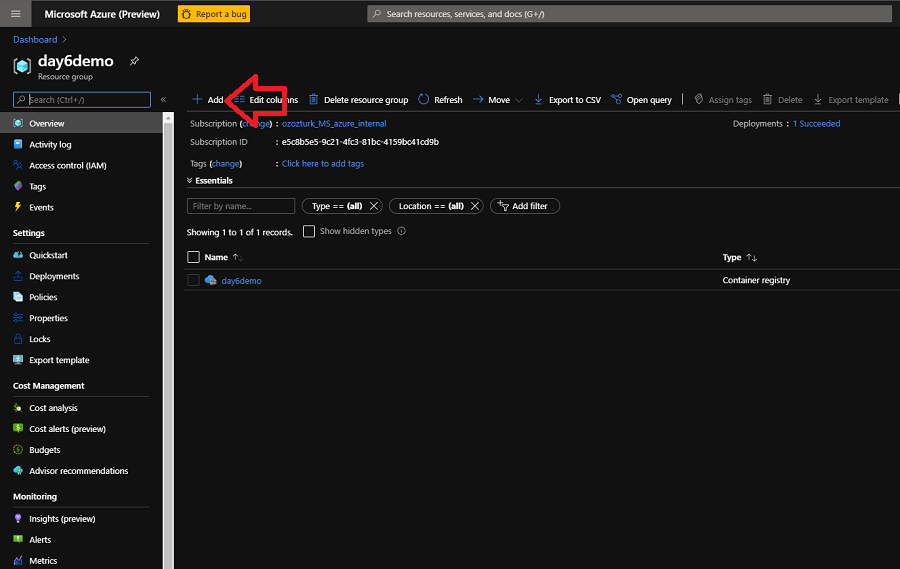 Microsoft Azure (Preview) Report a bug Search resources, services, and docs (G+/)
Dashboard >
day6demo
Resource group
Search (Ctrl+/) «
Overview
Activity log
Access control (IAM)
Tags
Events
Settings
Quickstart
Deployments
Policies
Properties
Locks
Export template
Cost Management
Cost analysis
Cost alerts (preview)
Budgets
Advisor recommendations
Monitoring
Insights (preview)
Alerts
Metrics
Add Edit columns Delete resource group Refresh Move Export to CSV Open query Assign tags Delete Export template
Subscription (change) : ozozturk_MS_azure_internal Deployments : 1 Succeeded
Subscription ID : e5c8b5e5-9c21-4fc3-81bc-4159bc41cd9b
Tags (change) : Click here to add tags
Essentials
Filter by name... Type == (all) Location == (all) Add filter
Showing 1 to 1 of 1 records. Show hidden types
Name Type
day6demo Container registry